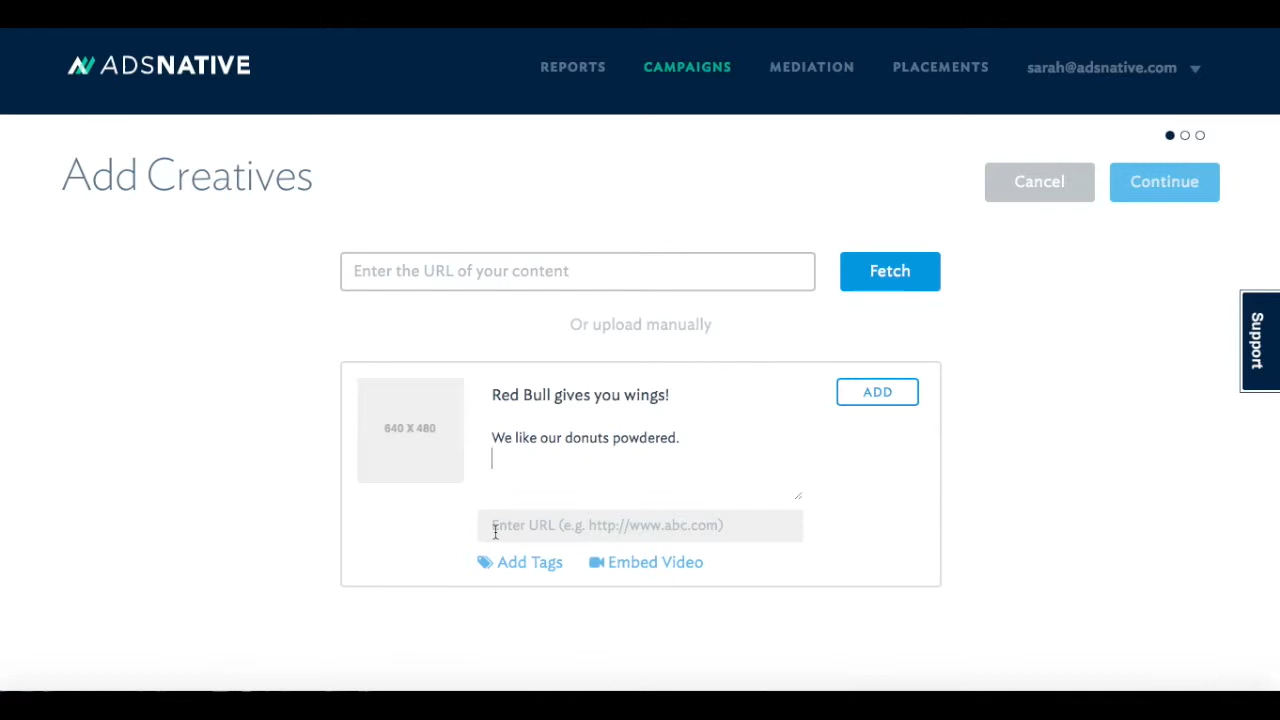 ADSNATIVE
REPORTS CAMPAIGNS MEDIATION PLACEMENTS sarah@adsnative.com
Add Creatives
Cancel Continue
Enter the URL of your content Fetch
Or upload manually
640 X 480
Red Bull gives you wings!
ADD
We like our donuts powdered.
Enter URL (e.g. http://www.abc.com)
Add Tags Embed Video
Support